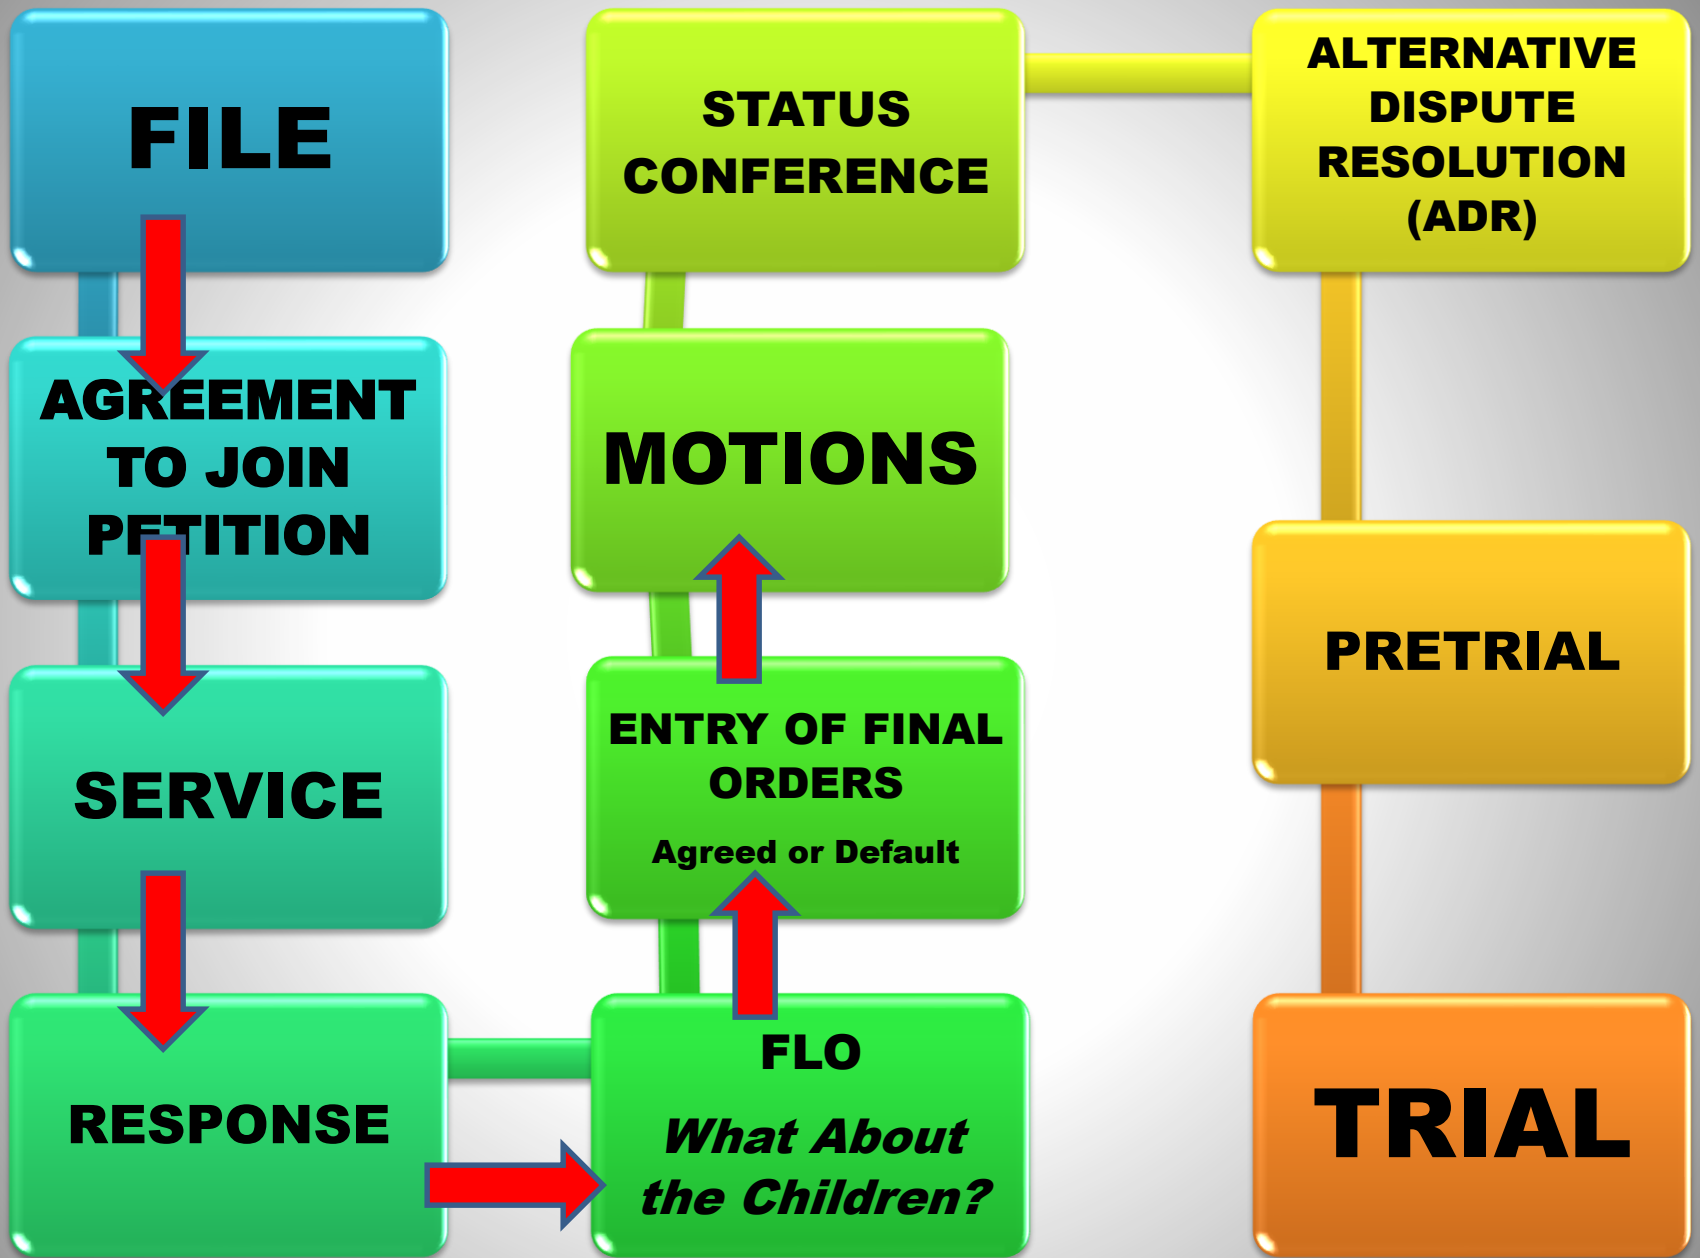 FILE
AGREEMENT
TO JOIN
PETITION
SERVICE
RESPONSE
FLO
What About
the Children?
ENTRY OF FINAL
ORDERS
Agreed or Default
MOTIONS
STATUS
CONFERENCE
ALTERNATIVE
DISPUTE
RESOLUTION
(ADR)
PRETRIAL
TRIAL